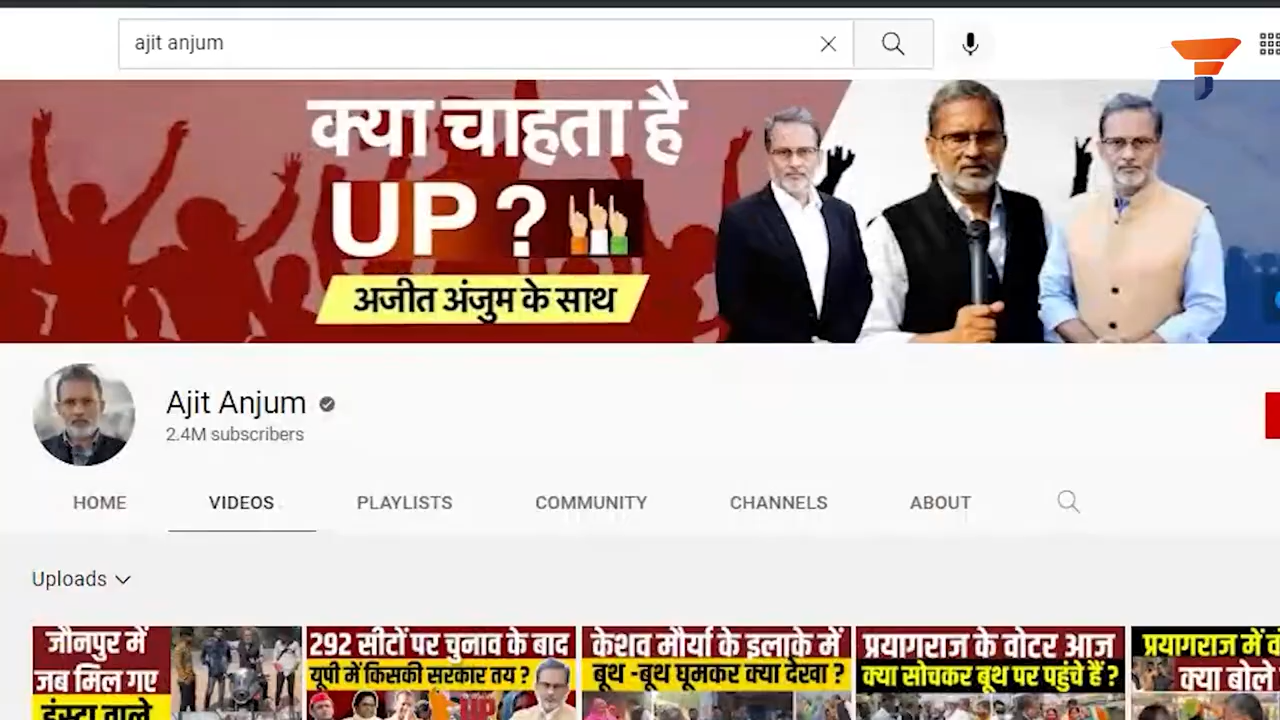 ajit anjum
क्या चाहता है
UP ?
अजीत अंजुम के साथ
Ajit Anjum
2.4M subscribers
HOME VIDEOS PLAYLISTS COMMUNITY CHANNELS ABOUT
Uploads
जौनपुर में
जब मिल गए
इंस्टा वाले
292 सीटों पर चुनाव के बाद
यूपी में किसकी सरकार तय ?
UP
केशव मौर्या के इलाके में
बूथ -बूथ घूमकर क्या देखा ?
प्रयागराज के वोटर आज
क्या सोचकर बूथ पर पहुंचे हैं ?
प्रयागराज में
क्या बोले